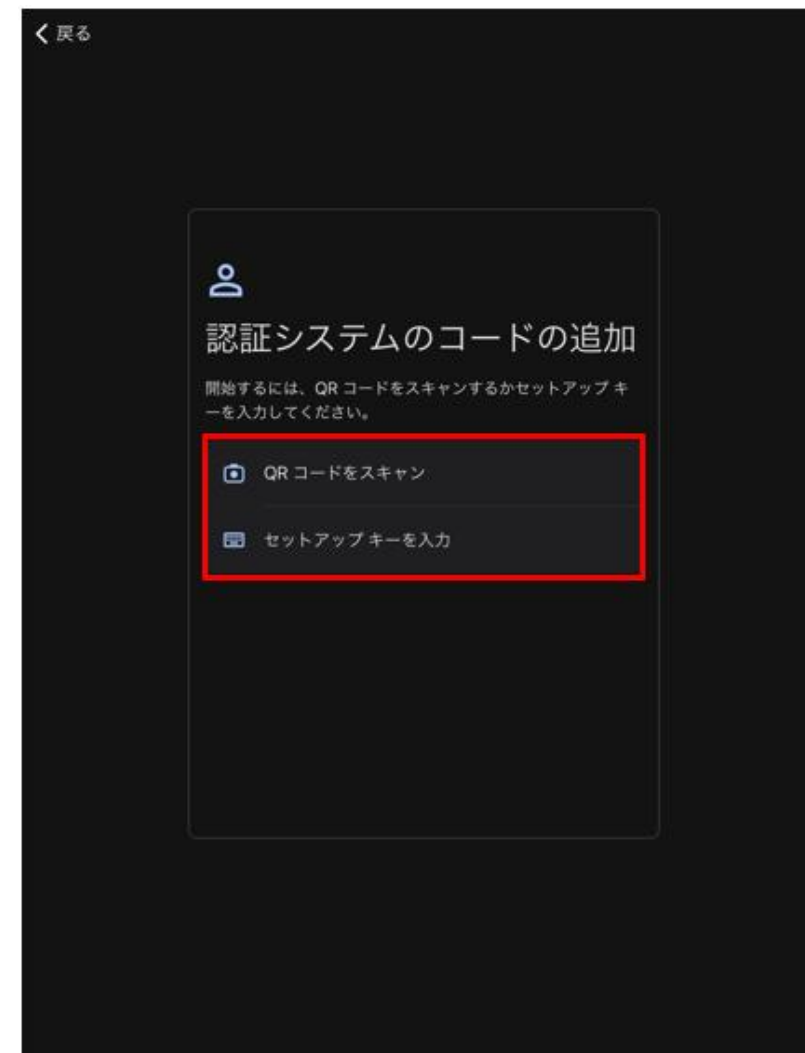 戻る
認証システムのコードの追加
開始するには、QR コードをスキャンするかセットアップ キ
ーを入力してください。
QR コードをスキャン
セットアップ キーを入力